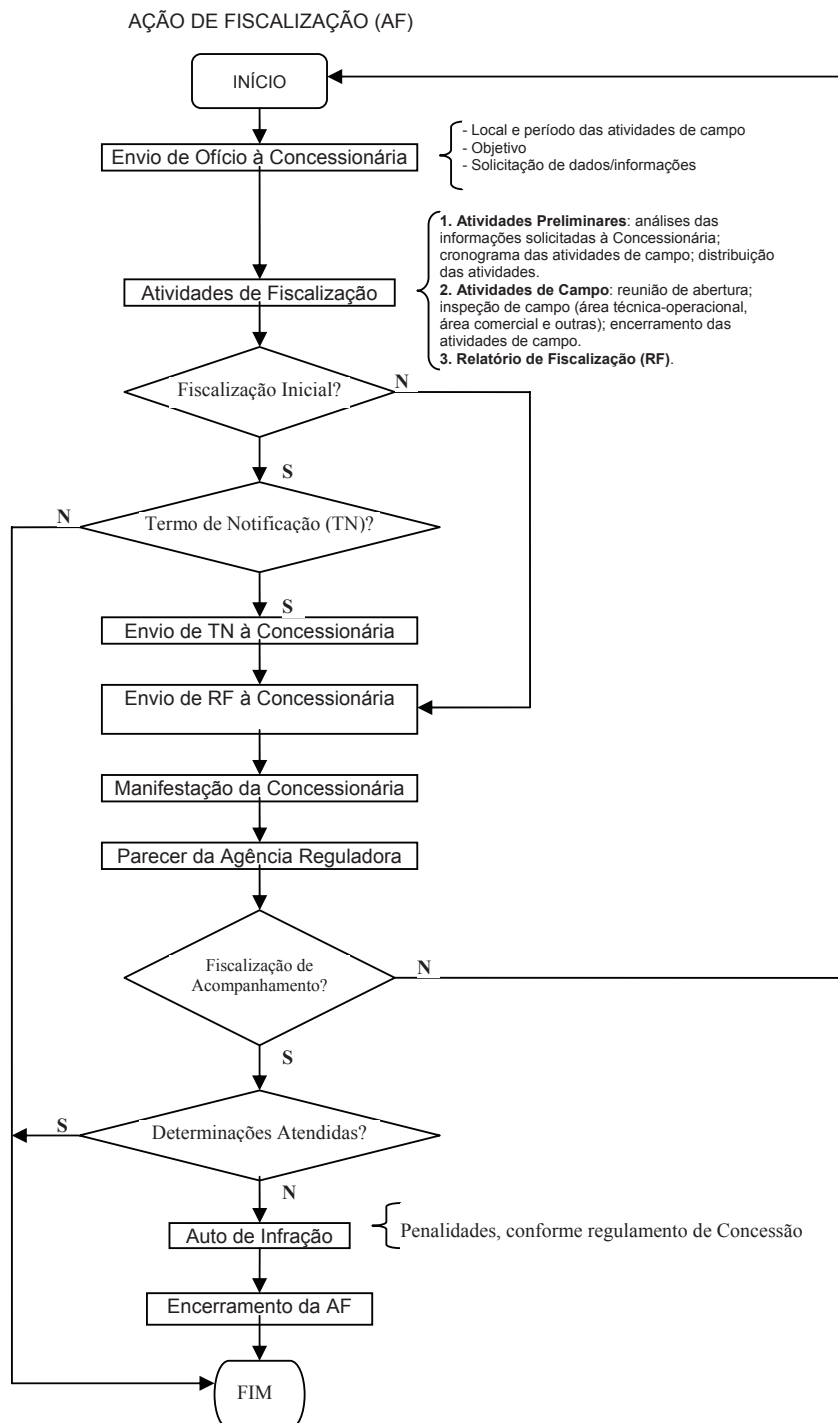 AÇÃO DE FISCALIZAÇÃO (AF)
INÍCIO
Envio de Ofício à Concessionária
- Local e período das atividades de campo
- Objetivo
- Solicitação de dados/informações
1. Atividades Preliminares: análises das
informações solicitadas à Concessionária;
cronograma das atividades de campo; distribuição
das atividades.
2. Atividades de Campo: reunião de abertura;
inspeção de campo (área técnica-operacional,
área comercial e outras); encerramento das
atividades de campo.
3. Relatório de Fiscalização (RF).
Atividades de Fiscalização
Fiscalização Inicial?
N
S
N
Termo de Notificação (TN)?
S
Envio de TN à Concessionária
Envio de RF à Concessionária
Manifestação da Concessionária
Parecer da Agência Reguladora
Fiscalização de
Acompanhamento?
N
S
S
Determinações Atendidas?
N
Auto de Infração
Penalidades, conforme regulamento de Concessão
Encerramento da AF
FIM